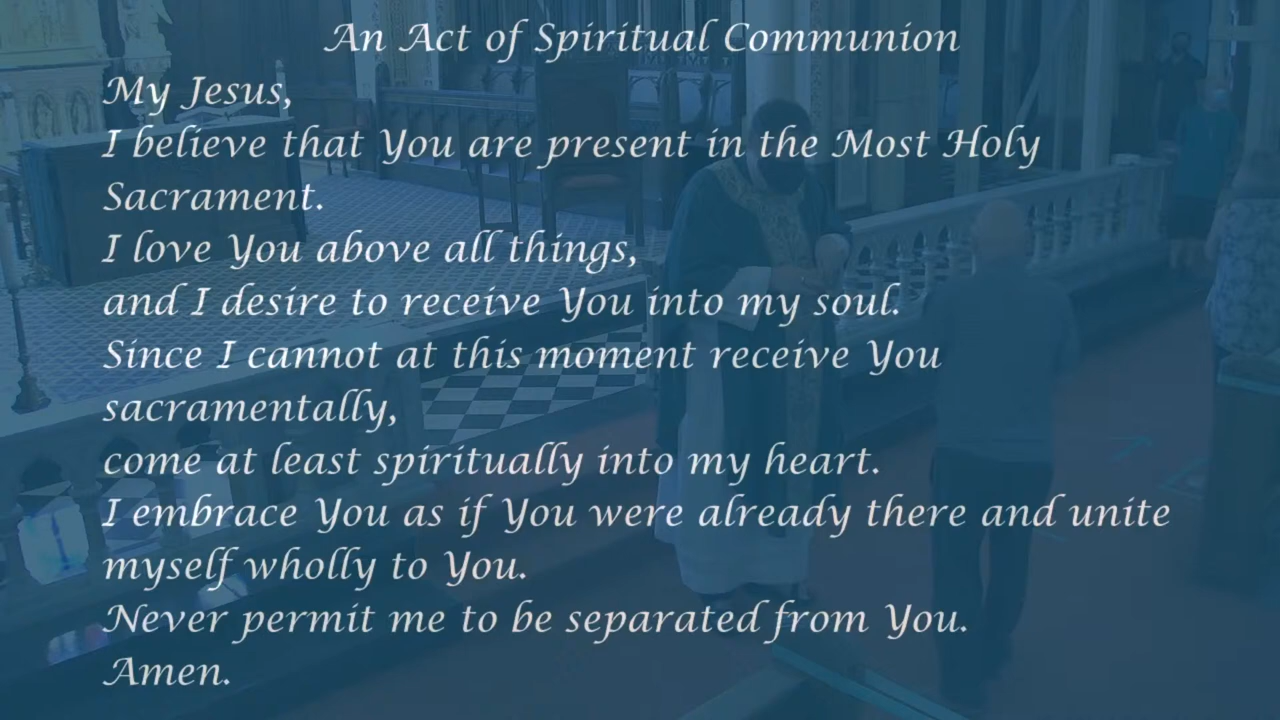 An Act of Spiritual Communion
My Jesus,
I believe that You are present in the Most Holy
Sacrament.
I love You above all things,
and I desire to receive You into my soul.
Since I cannot at this moment receive You
sacramentally,
come at least spiritually into my heart.
I embrace You as if You were already there and unite
myself wholly to You.
Never permit me to be separated from You.
Amen.